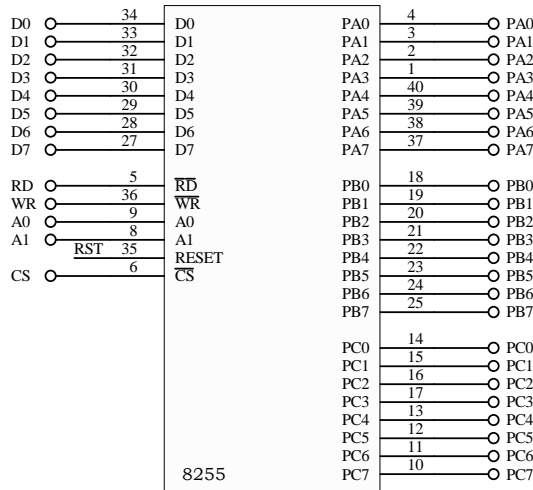 D0 34 D0 PA0 4 PA0
D1 33 D1 PA1 3 PA1
D2 32 D2 PA2 2 PA2
D3 31 D3 PA3 1 PA3
D4 30 D4 PA4 40 PA4
D5 29 D5 PA5 39 PA5
D6 28 D6 PA6 38 PA6
D7 27 D7 PA7 37 PA7
RD 5 RD PB0 18 PB0
WR 36 WR PB1 19 PB1
A0 9 A0 PB2 20 PB2
A1 8 A1 PB3 21 PB3
RST 35 RESET PB4 22 PB4
CS 6 CS PB5 23 PB5
PB6 24 PB6
PB7 25 PB7
PC0 14 PC0
PC1 15 PC1
PC2 16 PC2
PC3 17 PC3
PC4 13 PC4
PC5 12 PC5
PC6 11 PC6
8255 PC7 10 PC7